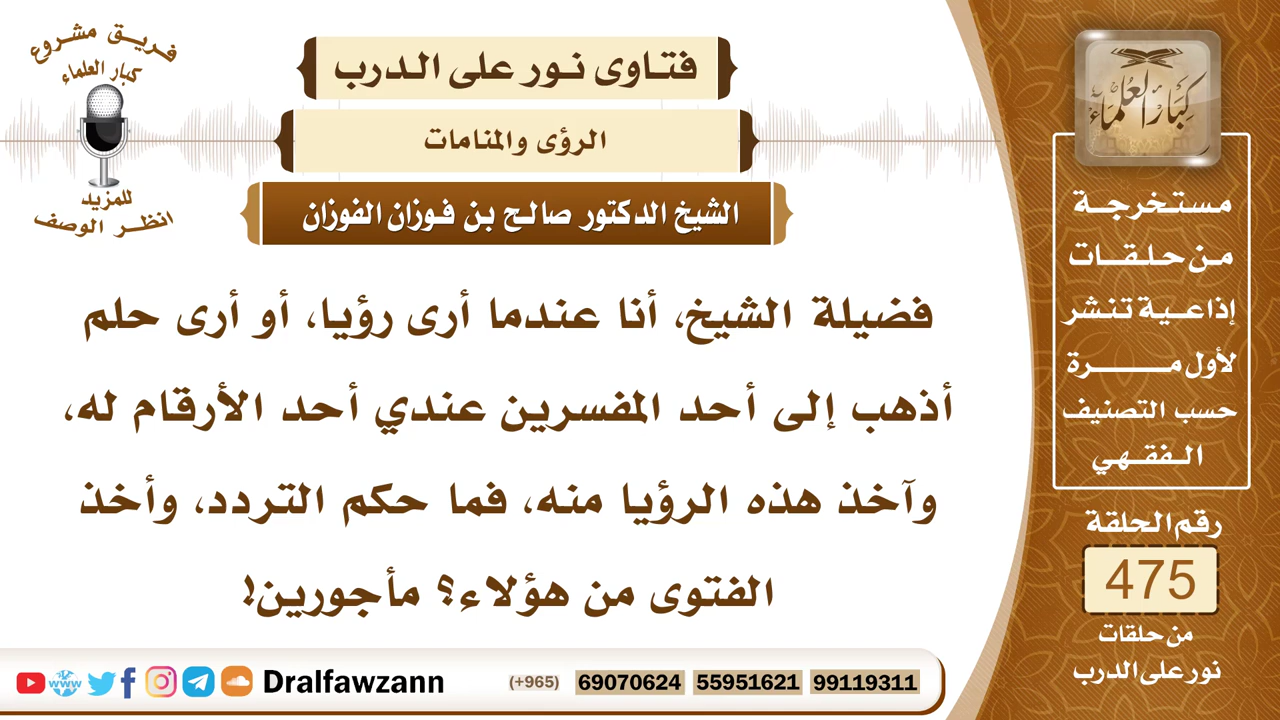 فريق مشروع
كبار العلماء
للمزيد
انظر الوصف
فتاوى نور على الدرب
الرؤى والمنامات
الشيخ الدكتور صالح بن فوزان الفوزان
فضيلة الشيخ، أنا عندما أرى رؤيا، أو أرى حلم
أذهب إلى أحد المفسرين عندي أحد الأرقام له،
وآخذ هذه الرؤيا منه، فما حكم التردد، وأخذ
الفتوى من هؤلاء؟ مأجورين!
كبار العلماء
مستخرجة
من حلقات
إذاعية تنشر
لأول مرة
حسب التصنيف
الفقهي
رقم الحلقة
475
من حلقات
نور على الدرب
www Dralfawzann (+965) 69070624 55951621 99119311